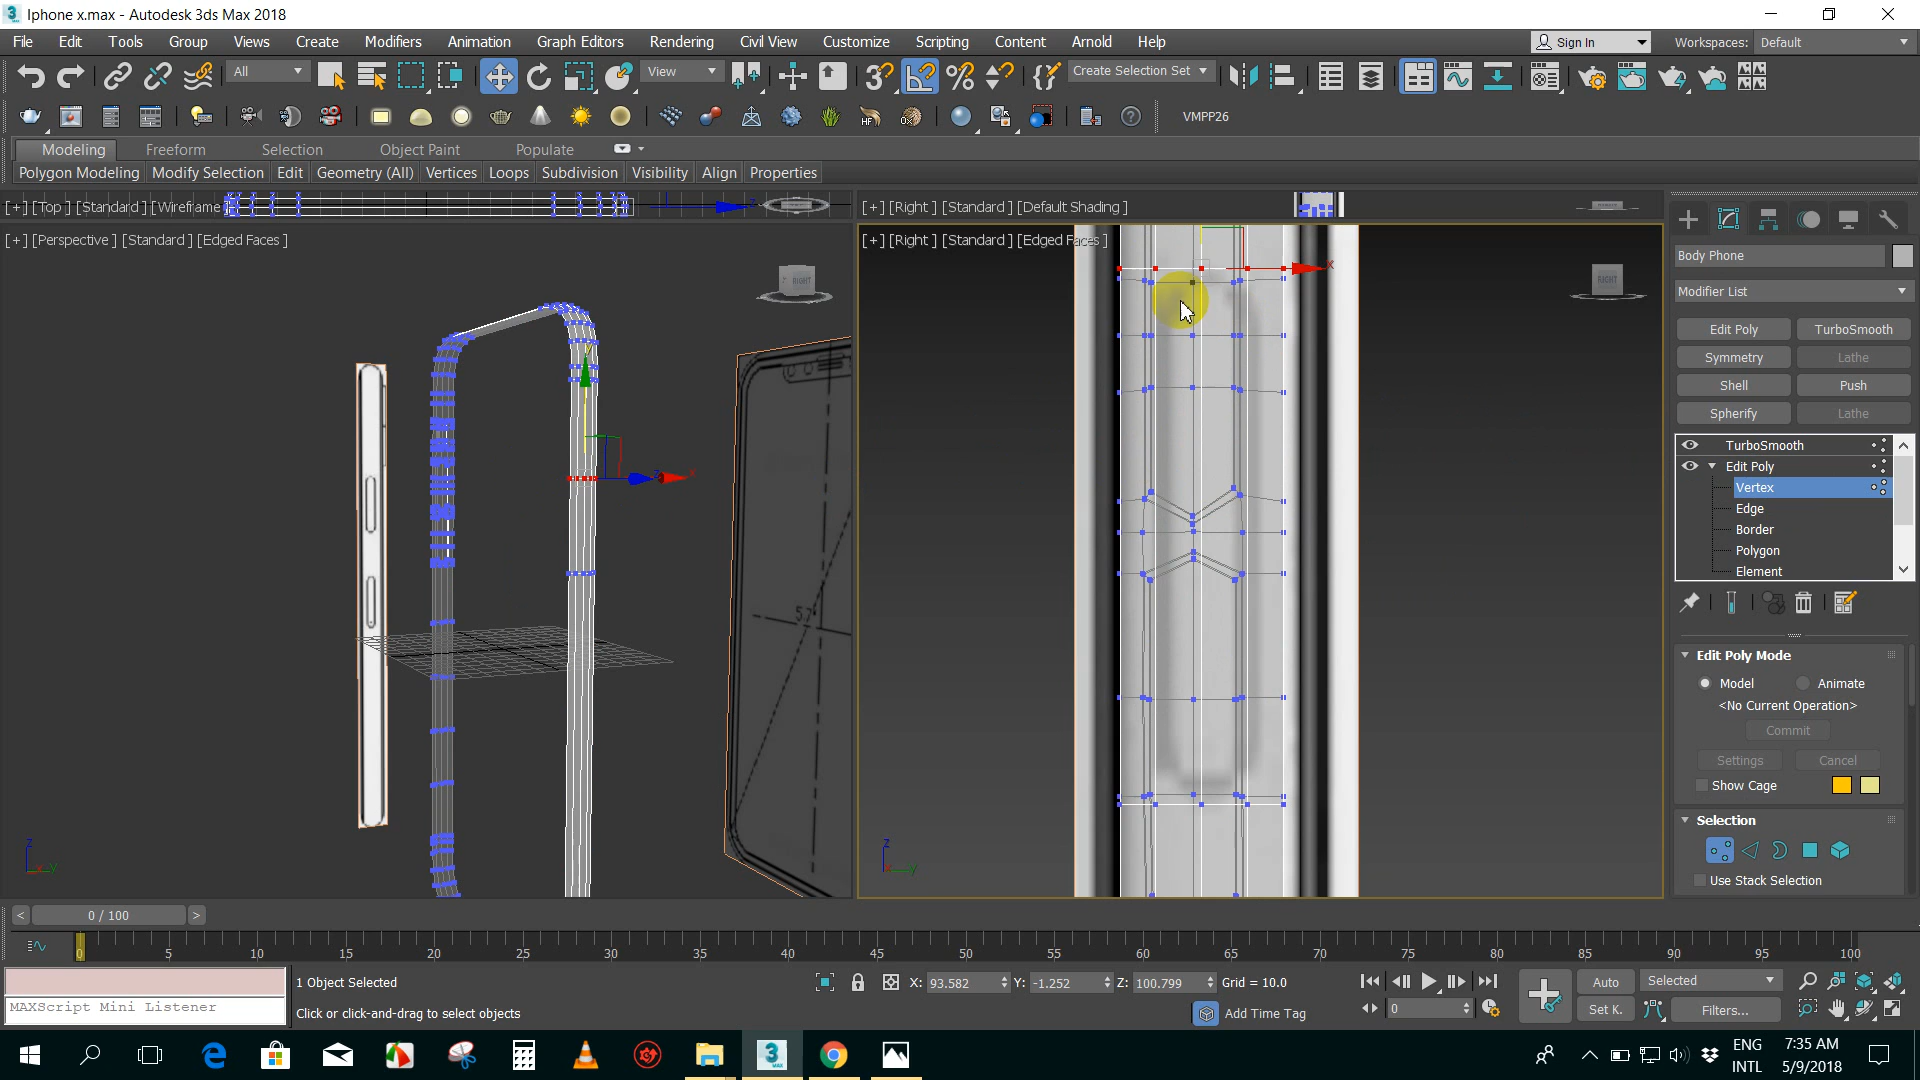 Iphone x.max - Autodesk 3ds Max 2018
File Edit Tools Group Views Create Modifiers Animation Graph Editors Rendering Civil View Customize Scripting Content Arnold Help Sign In Workspaces: Default
All View Create Selection Set
VMPP26
Modeling Freeform Selection Object Paint Populate
Polygon Modeling Modify Selection Edit Geometry (All) Vertices Loops Subdivision Visibility Align Properties
[+] [Top ] [Standard ] [Wireframe
[+] [Right ] [Standard ] [Default Shading ]
[+] [Perspective ] [Standard ] [Edged Faces ]
[+] [Right ] [Standard ] [Edged Faces ]
RIGHT
RIGHT
Body Phone
Modifier List
Edit Poly TurboSmooth
Symmetry Lathe
Shell Push
Spherify Lathe
TurboSmooth
Edit Poly
Vertex
Edge
Border
Polygon
Element
Edit Poly Mode
Model Animate
<No Current Operation>
Commit
Settings Cancel
Show Cage
Selection
Use Stack Selection
5.7
x
x
z
z
x y
z
x y
< 0 / 100 >
0 5 10 15 20 25 30 35 40 45 50 55 60 65 70 75 80 85 90 95 100
1 Object Selected X: 93.582 Y: -1.252 Z: 100.799 Grid = 10.0 Auto Selected
MAXScript Mini Listener Click or click-and-drag to select objects Add Time Tag 0 Set K. Filters...
ENG 7:35 AM
INTL 5/9/2018